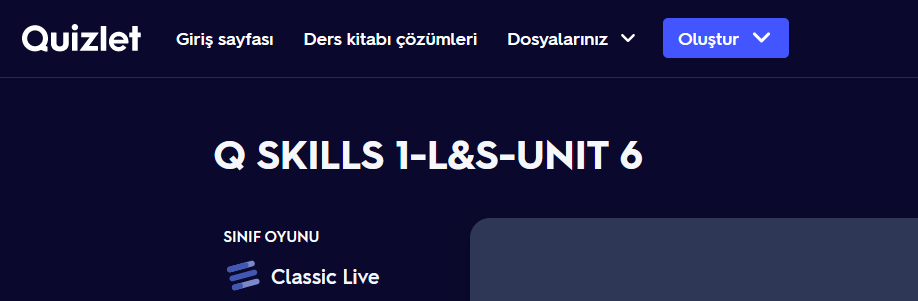 Quizlet Giriş sayfası Ders kitabı çözümleri Dosyalarınız Oluştur
Q SKILLS 1-L&S-UNIT 6
SINIF OYUNU
Classic Live